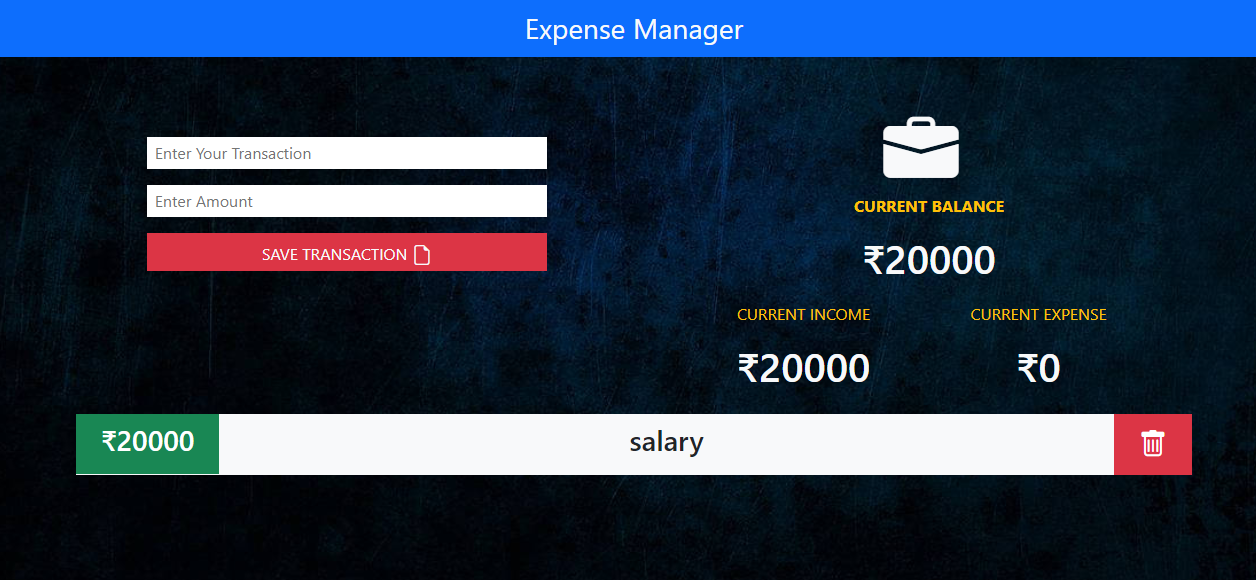 Expense Manager
Enter Your Transaction
Enter Amount
SAVE TRANSACTION
CURRENT BALANCE
₹20000
CURRENT INCOME
CURRENT EXPENSE
₹20000
₹0
₹20000
salary